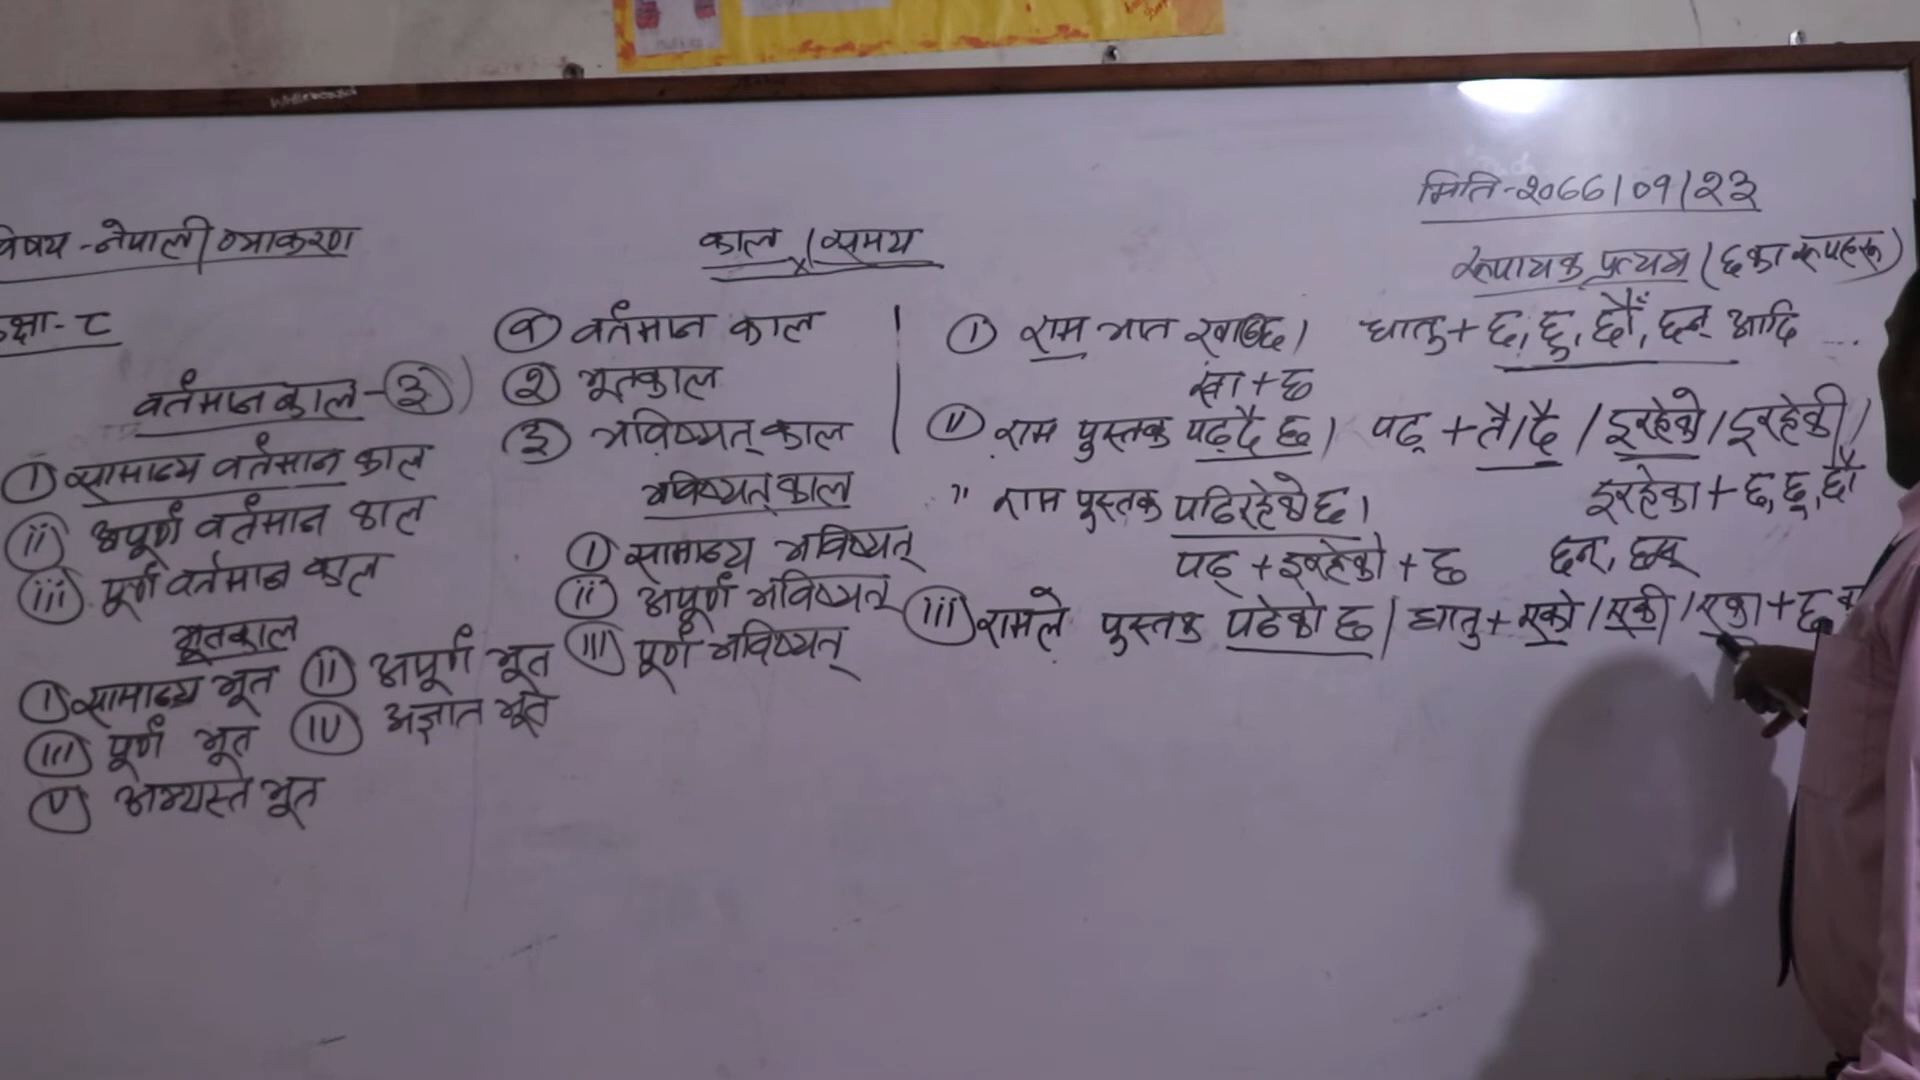 Whiteboard
मिति-२०७७/०१/२३
विषय-नेपाली व्याकरण
काल / समय
रूपायक प्रत्यय (छ का रूपहरू)
कक्षा-८
वर्तमान काल-३)
i सामान्य वर्तमान काल
ii अपूर्ण वर्तमान काल
iii पूर्ण वर्तमान काल
भूतकाल
i सामान्य भूत
ii अपूर्ण भूत
iii पूर्ण भूत
iv अज्ञात भूत
v अभ्यस्त भूत
१ वर्तमान काल
२ भूतकाल
३ भविष्यत् काल
भविष्यत् काल
i सामान्य भविष्यत्
ii अपूर्ण भविष्यत्
iii पूर्ण भविष्यत्
i राम भात खान्छ। धातु + छ, छु, छौँ, छन् आदि ...
खा + छ
ii राम पुस्तक पढ्दै छ। पढ् + तै/दै / इरहेको / इरहेकी /
" राम पुस्तक पढिरहेको छ। इरहेका + छ, छु, छौ
पढ् + इरहेको + छ छन्, छस्
iii रामले पुस्तक पढेको छ। धातु + एको / एकी / एका + छ